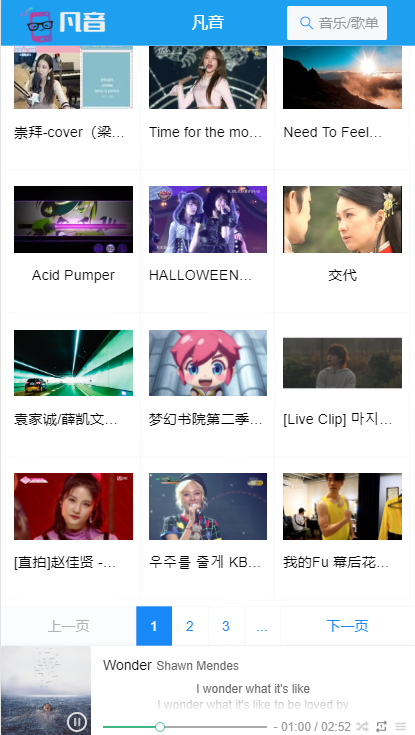 凡音
凡音
音乐/歌单
崇拜-cover（梁…
Time for the mo…
Need To Feel…
Acid Pumper
HALLOWEEN…
交代
袁家诚/薛凯文…
梦幻书院第二季…
[Live Clip] 마지…
[直拍]赵佳贤 -…
우주를 줄게 KB…
我的Fu 幕后花…
上一页
1
2
3
...
下一页
Wonder Shawn Mendes
I wonder what it's like
I wonder what it's like to be loved by
- 01:00 / 02:52